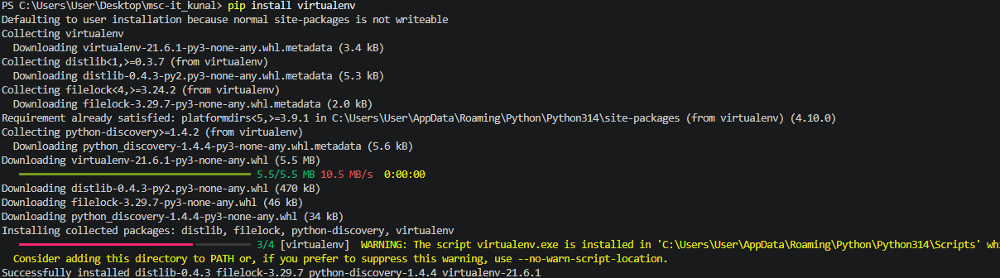 PS C:\Users\User\Desktop\msc-it_kunal> pip install virtualenv
Defaulting to user installation because normal site-packages is not writeable
Collecting virtualenv
  Downloading virtualenv-21.6.1-py3-none-any.whl.metadata (3.4 kB)
Collecting distlib<1,>=0.3.7 (from virtualenv)
  Downloading distlib-0.4.3-py2.py3-none-any.whl.metadata (5.3 kB)
Collecting filelock<4,>=3.24.2 (from virtualenv)
  Downloading filelock-3.29.7-py3-none-any.whl.metadata (2.0 kB)
Requirement already satisfied: platformdirs<5,>=3.9.1 in C:\Users\User\AppData\Roaming\Python\Python314\site-packages (from virtualenv) (4.10.0)
Collecting python-discovery>=1.4.2 (from virtualenv)
  Downloading python_discovery-1.4.4-py3-none-any.whl.metadata (5.6 kB)
Downloading virtualenv-21.6.1-py3-none-any.whl (5.5 MB)
5.5/5.5 MB 10.5 MB/s  0:00:00
Downloading distlib-0.4.3-py2.py3-none-any.whl (470 kB)
Downloading filelock-3.29.7-py3-none-any.whl (46 kB)
Downloading python_discovery-1.4.4-py3-none-any.whl (34 kB)
Installing collected packages: distlib, filelock, python-discovery, virtualenv
3/4 [virtualenv]  WARNING: The script virtualenv.exe is installed in 'C:\Users\User\AppData\Roaming\Python\Python314\Scripts' whi
  Consider adding this directory to PATH or, if you prefer to suppress this warning, use --no-warn-script-location.
Successfully installed distlib-0.4.3 filelock-3.29.7 python-discovery-1.4.4 virtualenv-21.6.1